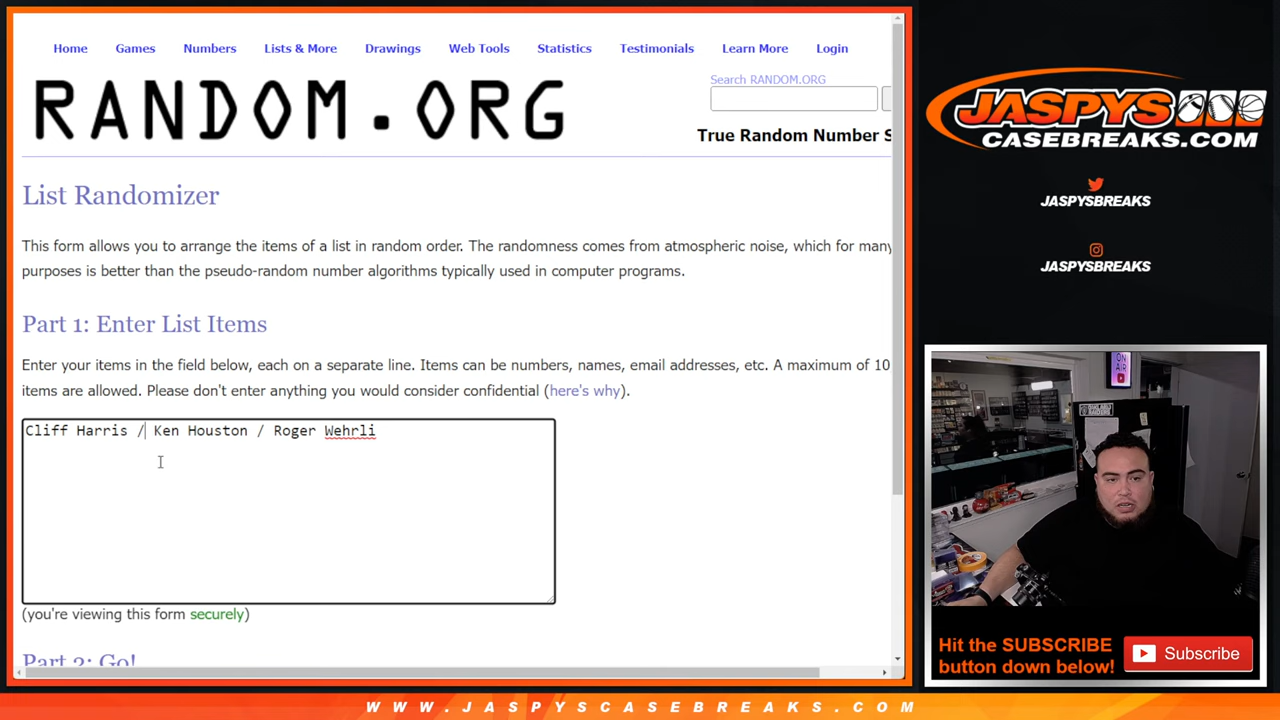 Home Games Numbers Lists & More Drawings Web Tools Statistics Testimonials Learn More Login
Search RANDOM.ORG
RANDOM.ORG
True Random Number S
List Randomizer
This form allows you to arrange the items of a list in random order. The randomness comes from atmospheric noise, which for many
purposes is better than the pseudo-random number algorithms typically used in computer programs.
Part 1: Enter List Items
Enter your items in the field below, each on a separate line. Items can be numbers, names, email addresses, etc. A maximum of 10
items are allowed. Please don't enter anything you would consider confidential (here's why).
Cliff Harris / Ken Houston / Roger Wehrli
(you're viewing this form securely)
Part 2: Go!
JASPYS
CASEBREAKS.COM
JASPYSBREAKS
JASPYSBREAKS
ON
AIR
Hit the SUBSCRIBE
button down below!
Subscribe
WWW.JASPYSCASEBREAKS.COM